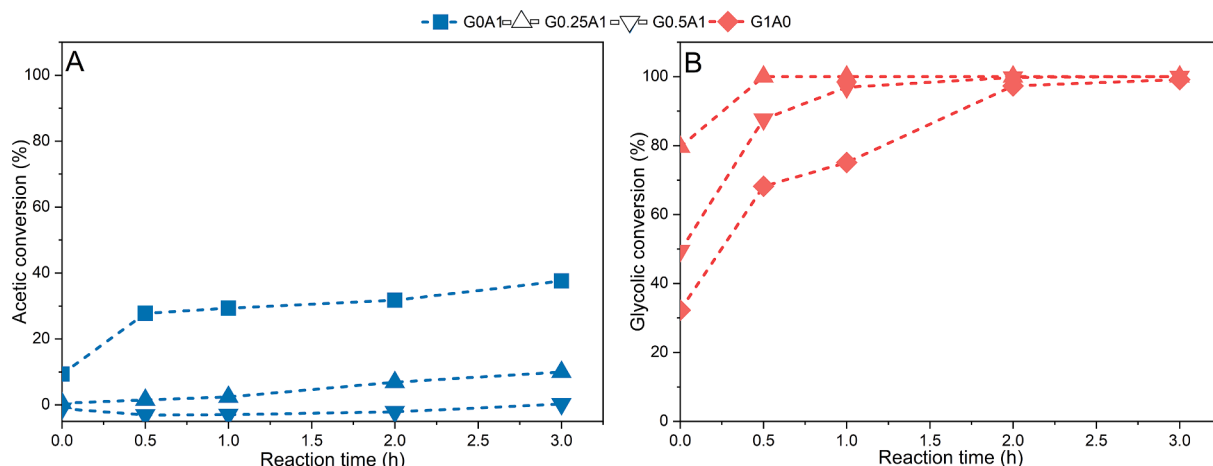 G0A1 G0.25A1 G0.5A1 G1A0
A
Acetic conversion (%)
100
80
60
40
20
0
0.0 0.5 1.0 1.5 2.0 2.5 3.0
Reaction time (h)
B
Glycolic conversion (%)
100
80
60
40
20
0
0.0 0.5 1.0 1.5 2.0 2.5 3.0
Reaction time (h)